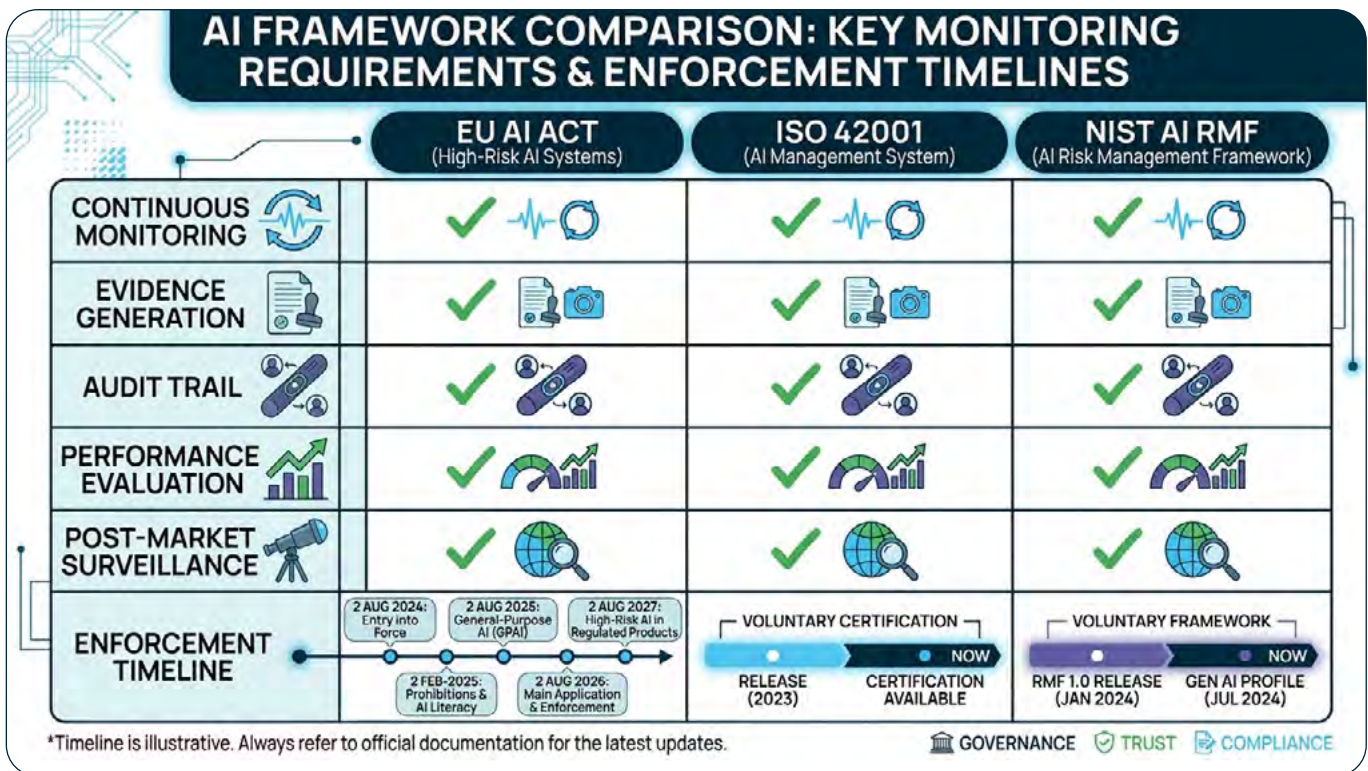 AI FRAMEWORK COMPARISON: KEY MONITORING
REQUIREMENTS & ENFORCEMENT TIMELINES
EU AI ACT
(High-Risk AI Systems)
ISO 42001
(AI Management System)
NIST AI RMF
(AI Risk Management Framework)
CONTINUOUS
MONITORING
EVIDENCE
GENERATION
AUDIT TRAIL
PERFORMANCE
EVALUATION
POST-MARKET
SURVEILLANCE
ENFORCEMENT
TIMELINE
2 AUG 2024:
Entry into
Force
2 FEB-2025:
Prohibitions &
AI Literacy
2 AUG 2025:
General-Purpose
AI (GPAI)
2 AUG 2026:
Main Application
& Enforcement
2 AUG 2027:
High-Risk AI in
Regulated Products
VOLUNTARY CERTIFICATION
NOW
RELEASE
(2023)
CERTIFICATION
AVAILABLE
VOLUNTARY FRAMEWORK
NOW
RMF 1.0 RELEASE
(JAN 2024)
GEN AI PROFILE
(JUL 2024)
*Timeline is illustrative. Always refer to official documentation for the latest updates.
GOVERNANCE
TRUST
COMPLIANCE